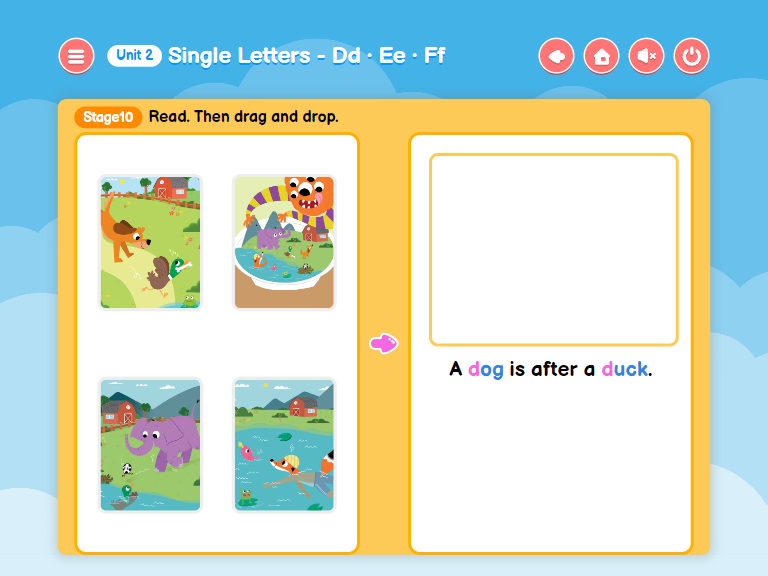 Unit 2 Single Letters - Dd · Ee · Ff
Stage10 Read. Then drag and drop.
A dog is after a duck.